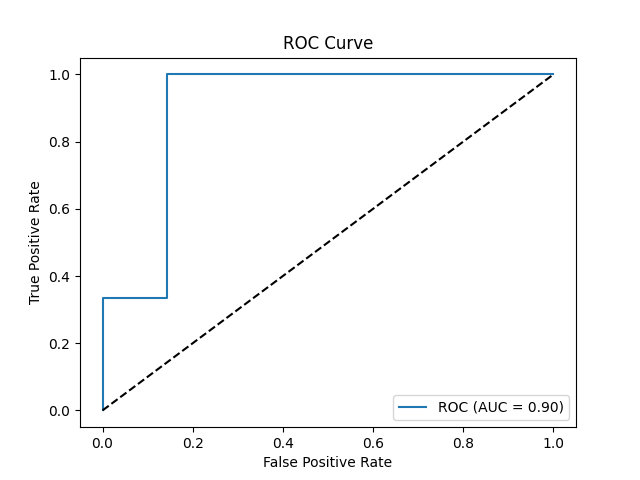 ROC Curve
True Positive Rate
1.0
0.8
0.6
0.4
0.2
0.0
ROC (AUC = 0.90)
0.0 0.2 0.4 0.6 0.8 1.0
False Positive Rate